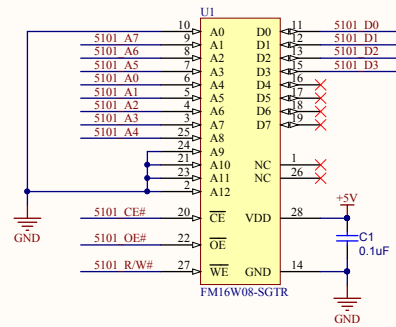 U1
10 A0 D0 11 5101_D0
5101_A7 9 A1 D1 12 5101_D1
5101_A6 8 A2 D2 13 5101_D2
5101_A5 7 A3 D3 15 5101_D3
5101_A0 6 A4 D4 16
5101_A1 5 A5 D5 17
5101_A2 4 A6 D6 18
5101_A3 3 A7 D7 19
5101_A4 25 A8
24 A9
21 A10 NC 1
23 A11 NC 26
2 A12
+5V
5101_CE# 20 CE VDD 28
GND
C1
5101_OE# 22 OE
0.1uF
5101_R/W# 27 WE GND 14
FM16W08-SGTR
GND